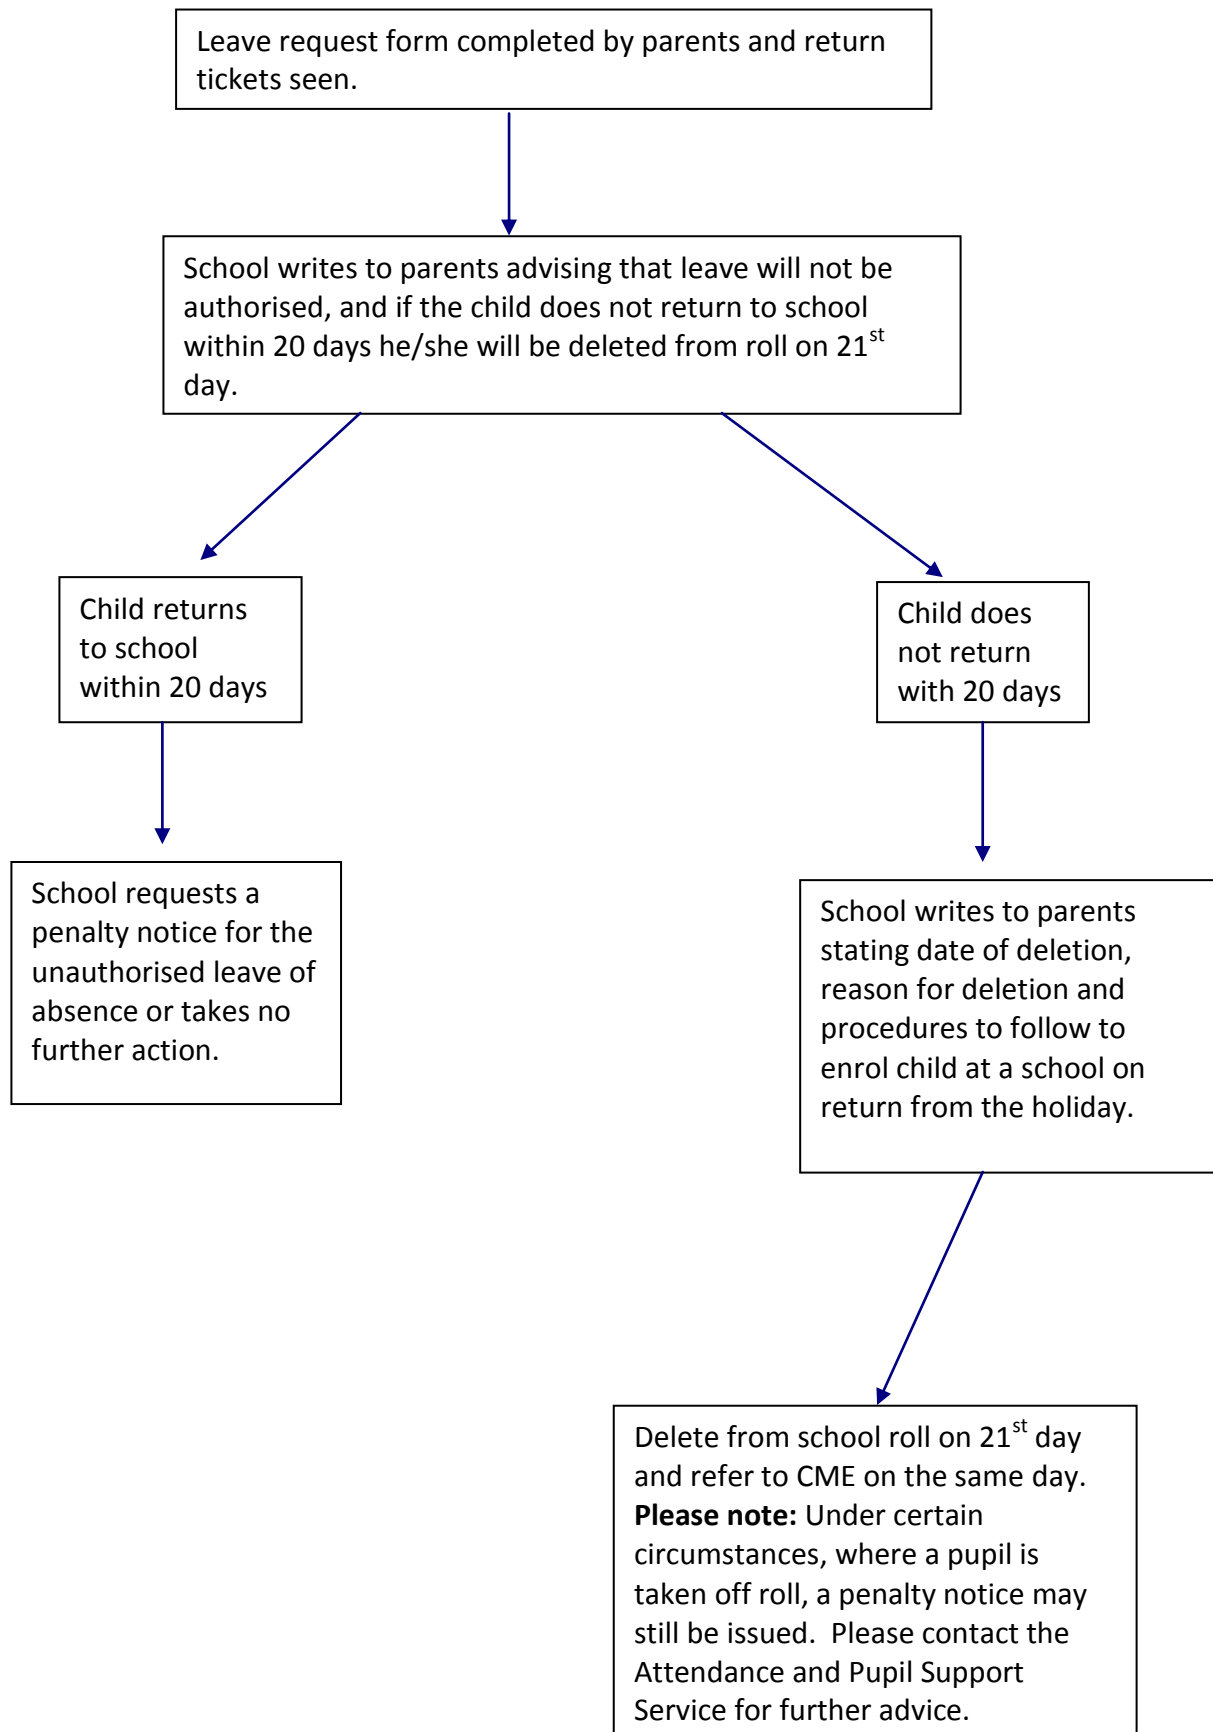 Leave request form completed by parents and return
tickets seen.
School writes to parents advising that leave will not be
authorised, and if the child does not return to school
within 20 days he/she will be deleted from roll on 21st
day.
Child returns
to school
within 20 days
Child does
not return
with 20 days
School requests a
penalty notice for the
unauthorised leave of
absence or takes no
further action.
School writes to parents
stating date of deletion,
reason for deletion and
procedures to follow to
enrol child at a school on
return from the holiday.
Delete from school roll on 21st day
and refer to CME on the same day.
Please note: Under certain
circumstances, where a pupil is
taken off roll, a penalty notice may
still be issued.  Please contact the
Attendance and Pupil Support
Service for further advice.